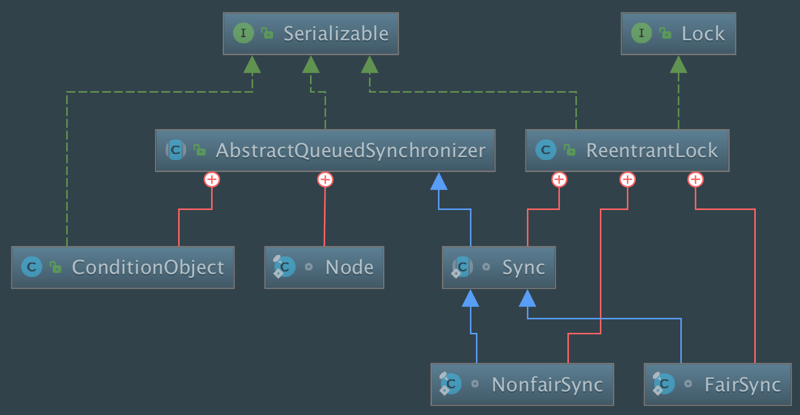 I Serializable
I Lock
C AbstractQueuedSynchronizer
C ReentrantLock
C ConditionObject
C Node
C Sync
C NonfairSync
C FairSync